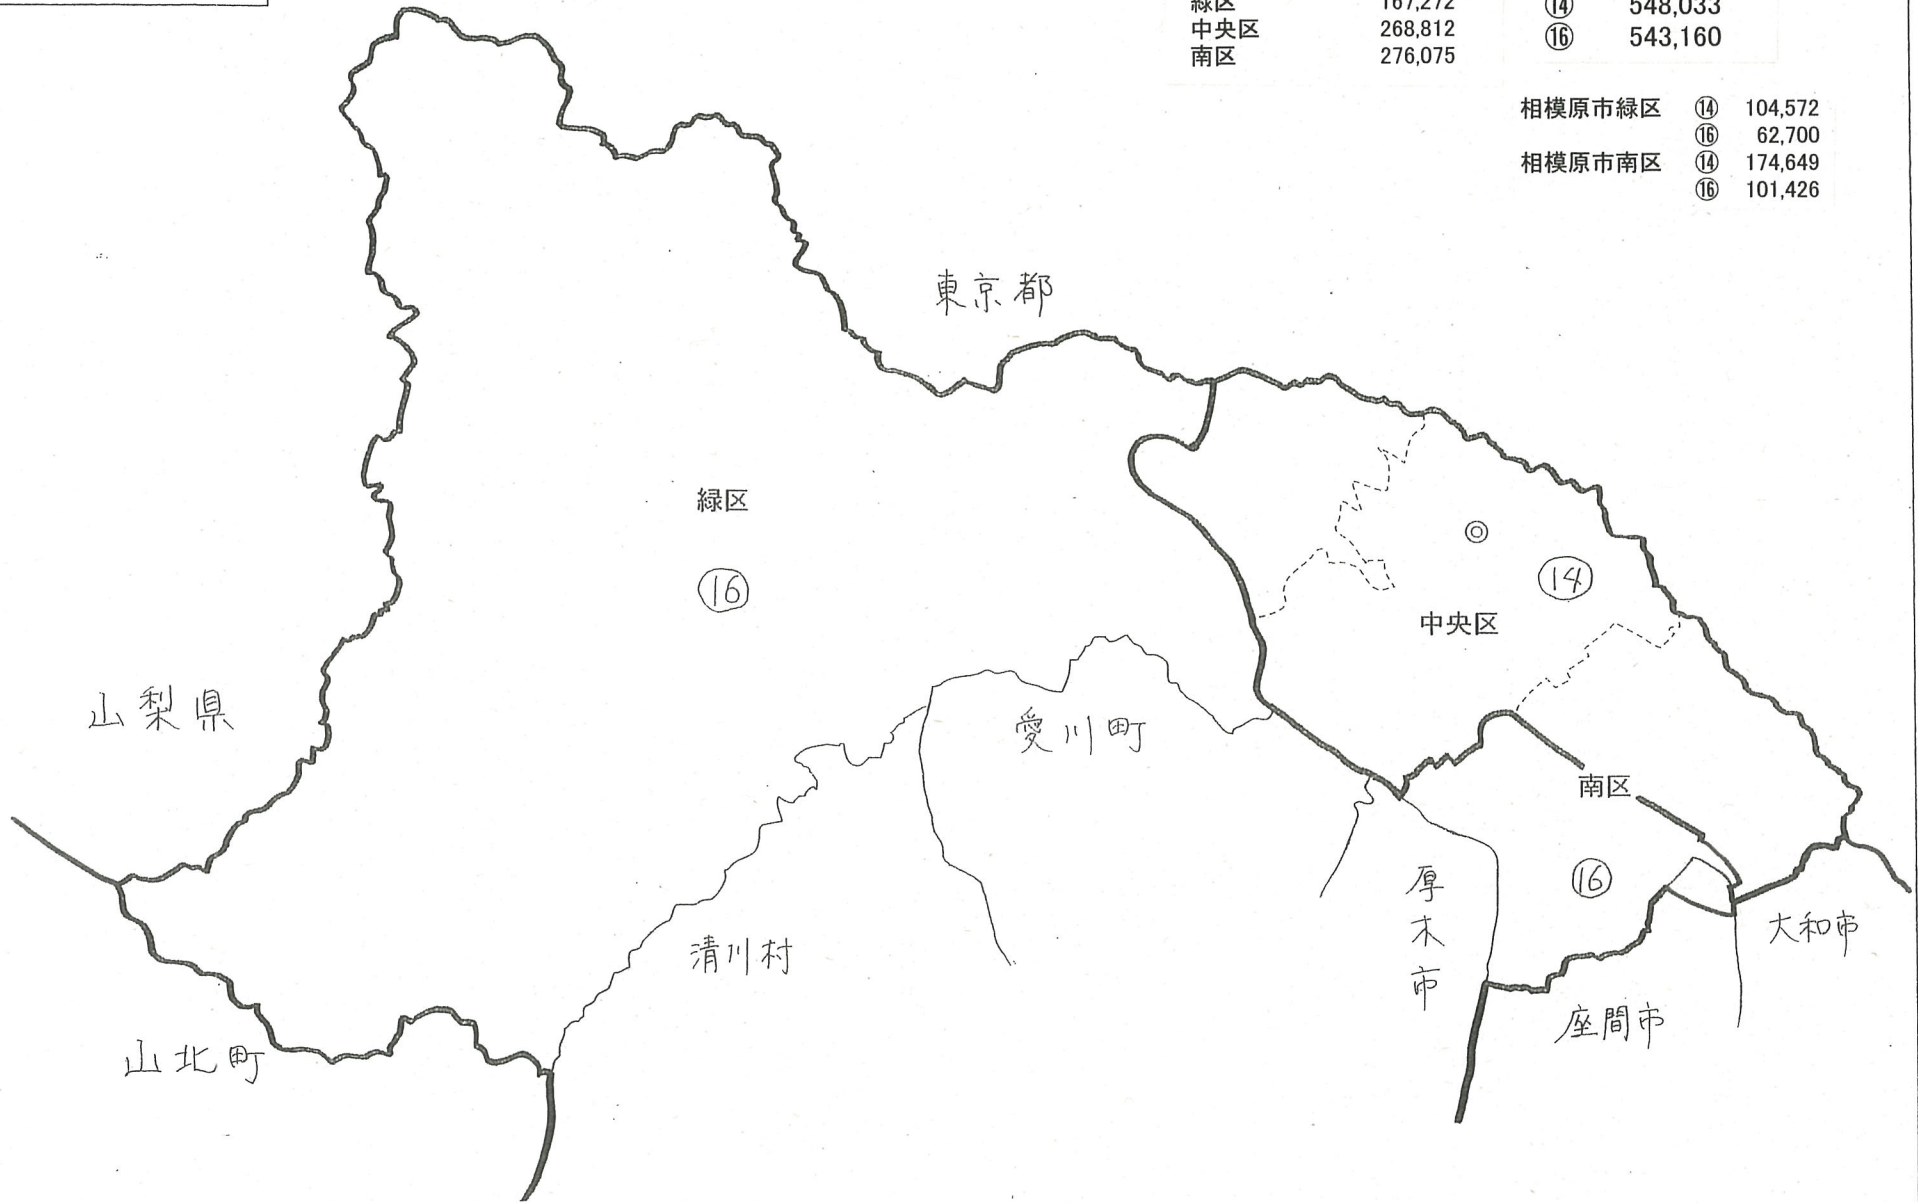 緑区 167,272
中央区 268,812
南区 276,075
⑭ 548,033
⑯ 543,160
相模原市緑区 ⑭ 104,572
⑯ 62,700
相模原市南区 ⑭ 174,649
⑯ 101,426
東京都
緑区
⑯
⑭
中央区
山梨県
愛川町
南区
⑯
厚木市
大和市
清川村
座間市
山北町